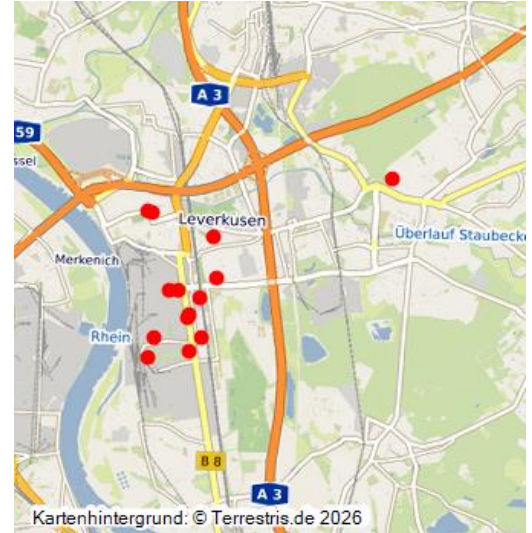 A 3
59
ssel
Leverkusen
Überlauf Staubecke
Merkenich
Rhein
B 8
A 3
Kartenhintergrund: © Terrestris.de 2026